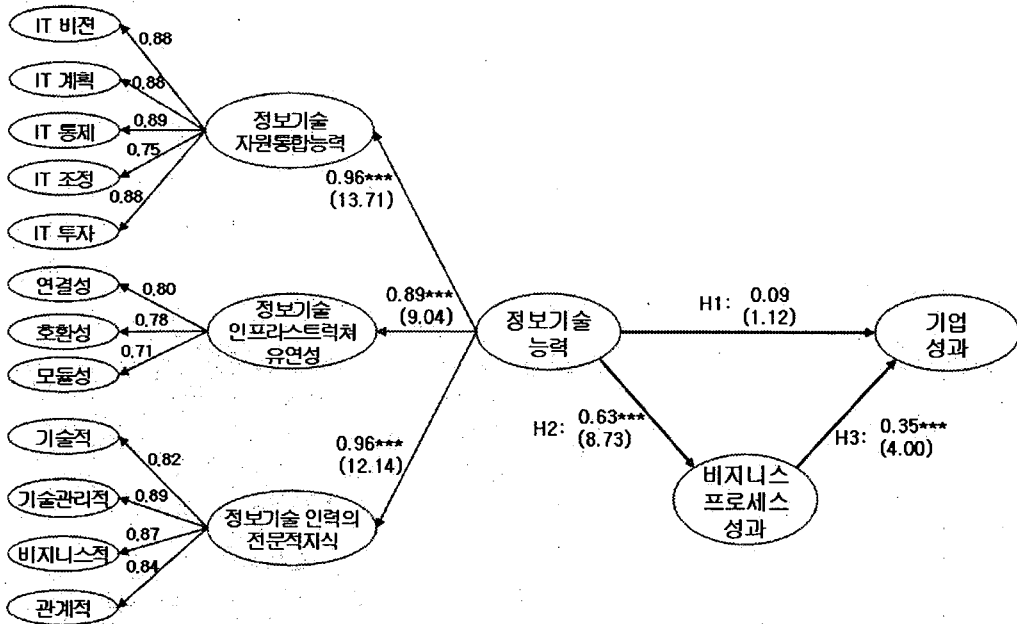 IT 비젼
0.88
IT 계획
0.88
IT 통제
0.89
IT 조정
0.75
IT 투자
0.88
정보기술
자원통합능력
0.96***
(13.71)
연결성
0.80
호환성
0.78
모듈성
0.71
정보기술
인프라스트럭쳐
유연성
0.89***
(9.04)
기술적
0.82
기술관리적
0.89
비지니스적
0.87
관계적
0.84
정보기술 인력의
전문적지식
0.96***
(12.14)
정보기술
능력
H1: 0.09
(1.12)
기업
성과
H2: 0.63***
(8.73)
H3: 0.35***
(4.00)
비지니스
프로세스
성과